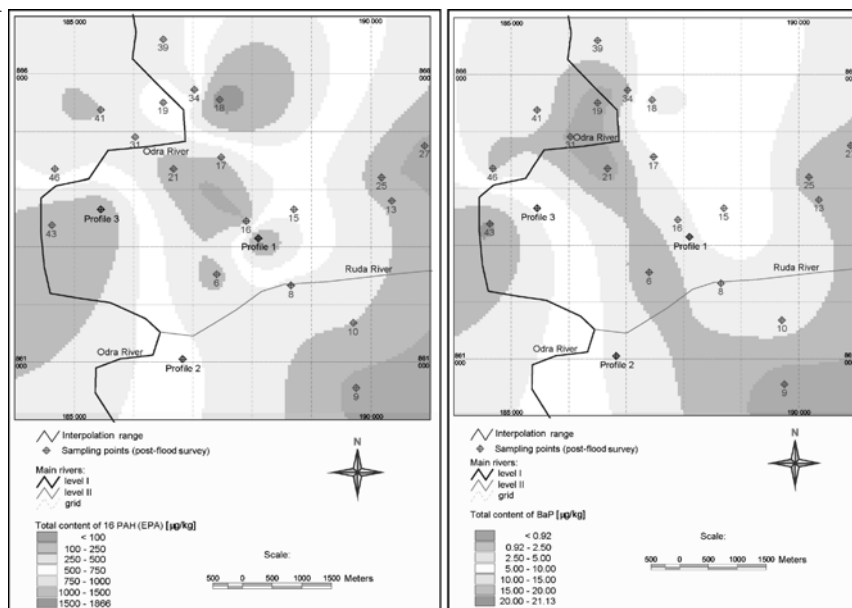 185 000
190 000
39
866 000
34
18
19
41
31
Odra River
17
27
46
21
25
13
Profile 3
15
16
43
Profile 1
Ruda River
6
8
10
Odra River
861 000
Profile 2
9
185 000
190 000
Interpolation range
Sampling points (post-flood survey)
Main rivers:
level I
level II
grid
N
Total content of 16 PAH (EPA) [µg/kg]
< 100
100 - 250
250 - 500
500 - 750
750 - 1000
1000 - 1500
1500 - 1866
Scale:
500 0 500 1000 1500 Meters
185 000
190 000
39
866 000
34
18
19
41
31
Odra River
17
2
46
21
25
13
Profile 3
15
16
43
Profile 1
Ruda River
6
8
10
Odra River
861 000
Profile 2
9
185 000
190 000
Interpolation range
Sampling points (post-flood survey)
Main rivers:
level I
level II
grid
N
Total content of BaP [µg/kg]
< 0.92
0.92 - 2.50
2.50 - 5.00
5.00 - 10.00
10.00 - 15.00
15.00 - 20.00
20.00 - 21.13
Scale:
500 0 500 1000 1500 Meters